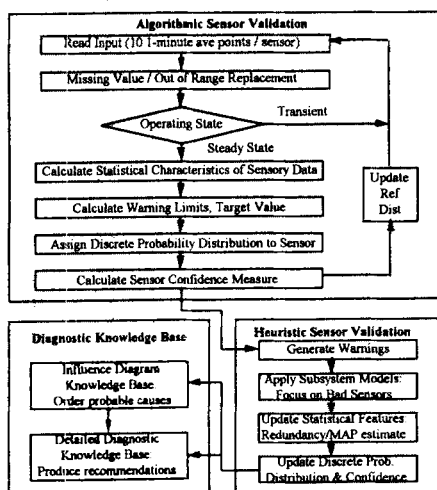 Algorithmic Sensor Validation
Read Input (10 1-minute ave points / sensor)
Missing Value / Out of Range Replacement
Operating State
Transient
Steady State
Calculate Statistical Characteristics of Sensory Data
Calculate Warning Limits, Target Value
Assign Discrete Probability Distribution to Sensor
Calculate Sensor Confidence Measure
Update
Ref
Dist
Diagnostic Knowledge Base
Influence Diagram
Knowledge Base
Order probable causes
Detailed Diagnostic
Knowledge Base:
Produce recommendations
Heuristic Sensor Validation
Generate Warnings
Apply Subsystem Models:
Focus on Bad Sensors
Update Statistical Features
Redundancy/MAP estimate
Update Discrete Prob.
Distribution & Confidence